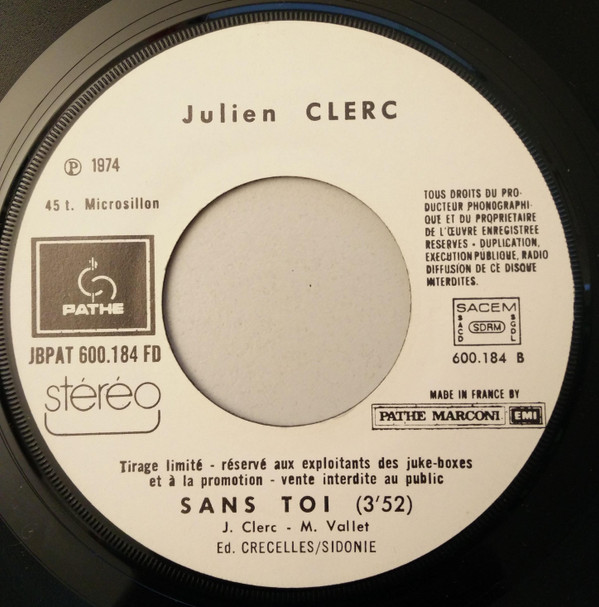 Julien CLERC
Ⓟ 1974
45 t. Microsillon
TOUS DROITS DU PRO-
DUCTEUR PHONOGRAPHI-
QUE ET DU PROPRIETAIRE
DE L'ŒUVRE ENREGISTREE
RESERVES - DUPLICATION,
EXECUTION PUBLIQUE, RADIO
DIFFUSION DE CE DISQUE
INTERDITES.
PATHE
SACEM
SACD SDRM SGDL
JBPAT 600.184 FD
600.184 B
stéréo
MADE IN FRANCE BY
PATHE MARCONI EMI
Tirage limité - réservé aux exploitants des juke-boxes
et à la promotion - vente interdite au public
SANS TOI (3'52)
J. Clerc - M. Vallet
Ed. CRECELLES/SIDONIE